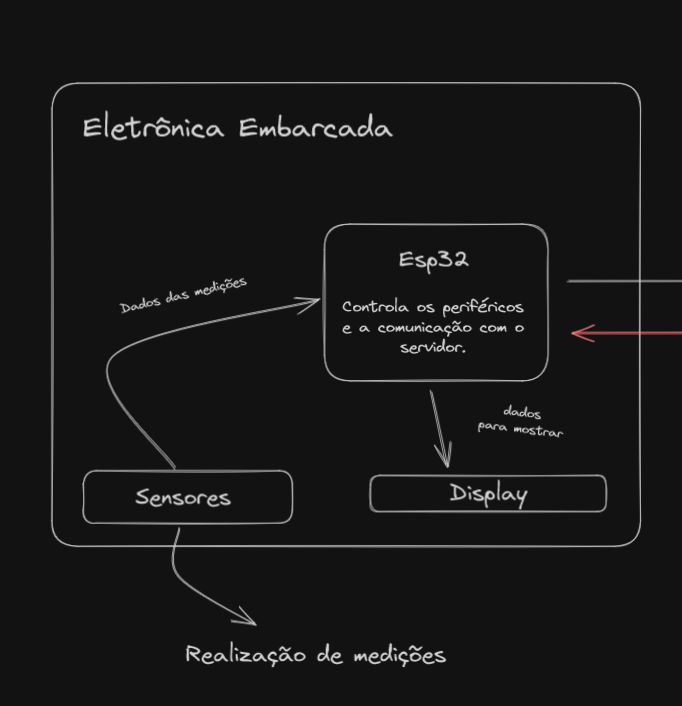 Eletrônica Embarcada
Esp32
Dados das medições
Controla os periféricos
e a comunicação com o
servidor.
dados
para mostrar
Sensores
Display
Realização de medições